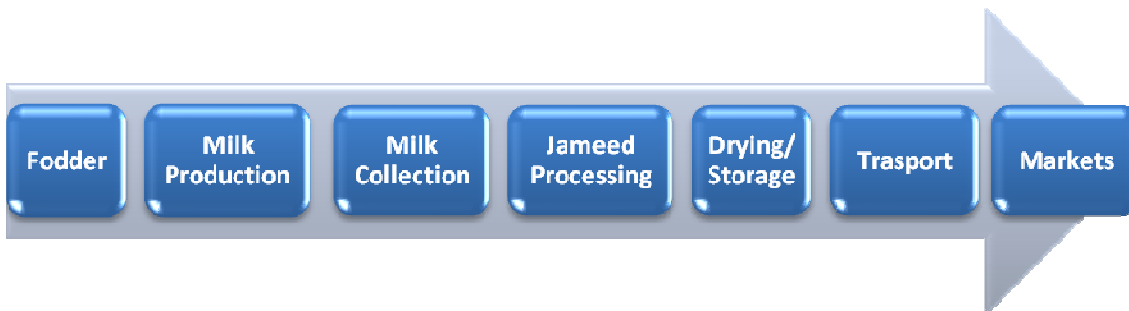 Fodder
Milk
Production
Milk
Collection
Jameed
Processing
Drying/
Storage
Trasport
Markets